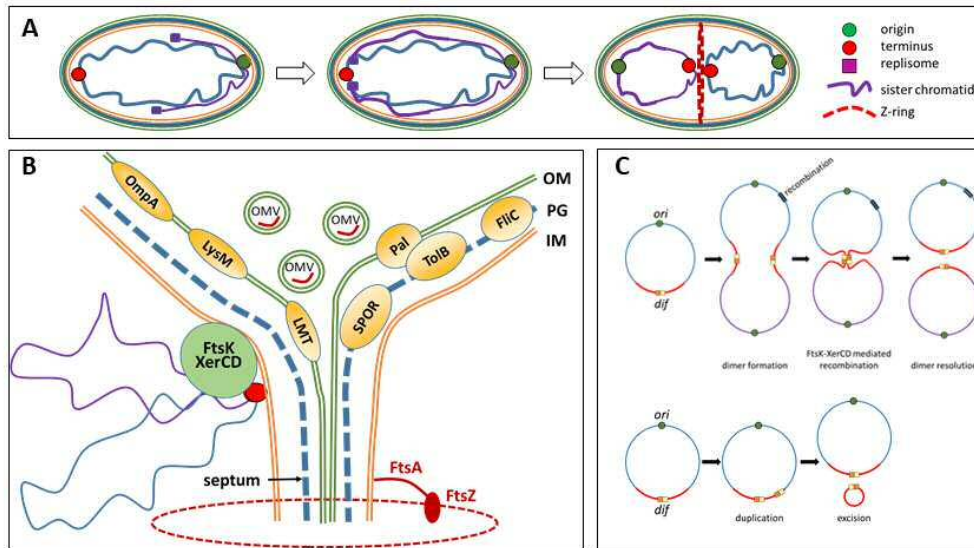 A
origin
terminus
replisome
sister chromatid
Z-ring
B
OmpA
LysM
LMT
OMV
OMV
OMV
Pal
TolB
FliC
SPOR
OM
PG
IM
FtsK
XerCD
septum
FtsA
FtsZ
C
ori
dif
recombination
dimer formation
FtsK-XerCD mediated
recombination
dimer resolution
ori
dif
duplication
excision